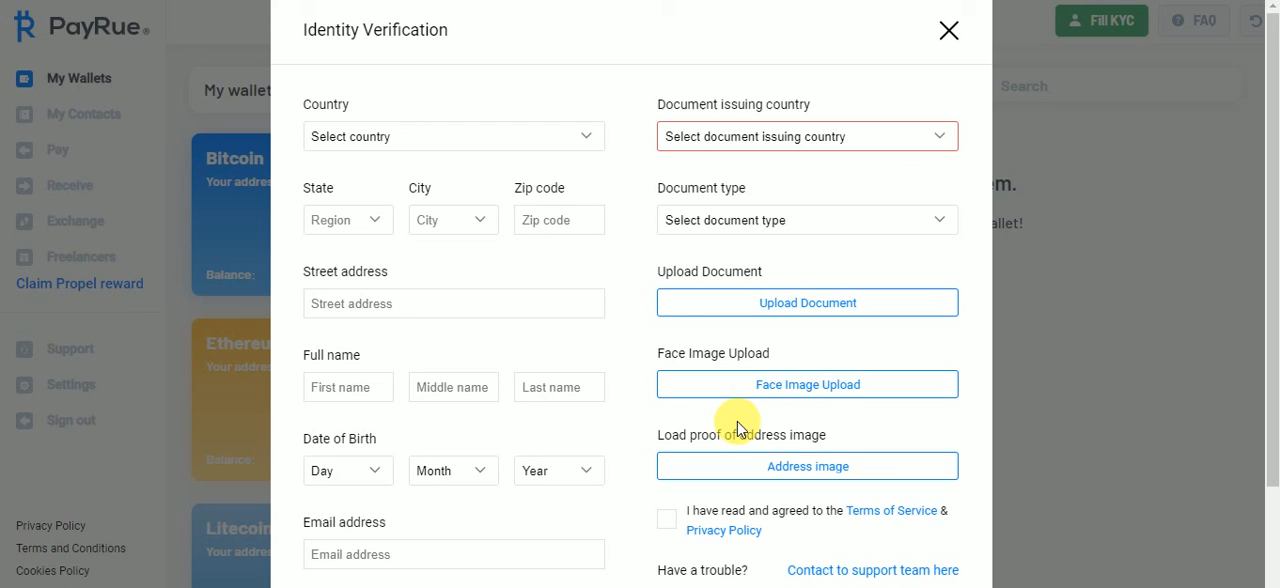 PayRue®
My Wallets
My Contacts
Pay
Receive
Exchange
Freelancers
Claim Propel reward
Support
Settings
Sign out
Privacy Policy
Terms and Conditions
Cookies Policy
Fill KYC
FAQ
My wallet
Search
Bitcoin
Your addre
Balance:
Ethereu
Your addre
Balance:
Litecoin
Your addre
em.
allet!
Identity Verification
Country
Select country
State City Zip code
Region City Zip code
Street address
Street address
Full name
First name Middle name Last name
Date of Birth
Day Month Year
Email address
Email address
Document issuing country
Select document issuing country
Document type
Select document type
Upload Document
Upload Document
Face Image Upload
Face Image Upload
Load proof of address image
Address image
I have read and agreed to the Terms of Service &
Privacy Policy
Have a trouble? Contact to support team here